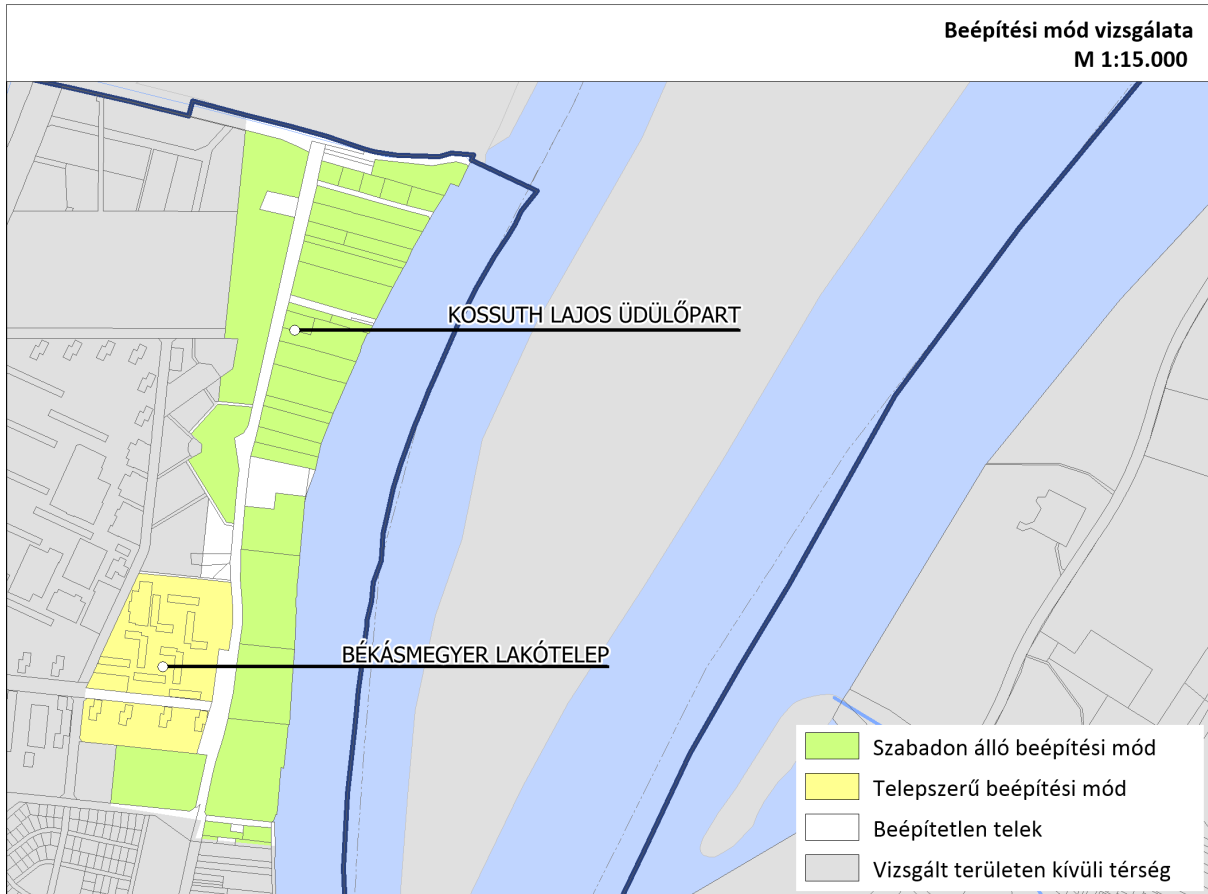 Beépítési mód vizsgálata
M 1:15.000
KOSSUTH LAJOS ÜDÜLŐPART
BÉKÁSMEGYER LAKÓTELEP
Szabadon álló beépítési mód
Telepszerű beépítési mód
Beépítetlen telek
Vizsgált területen kívüli térség